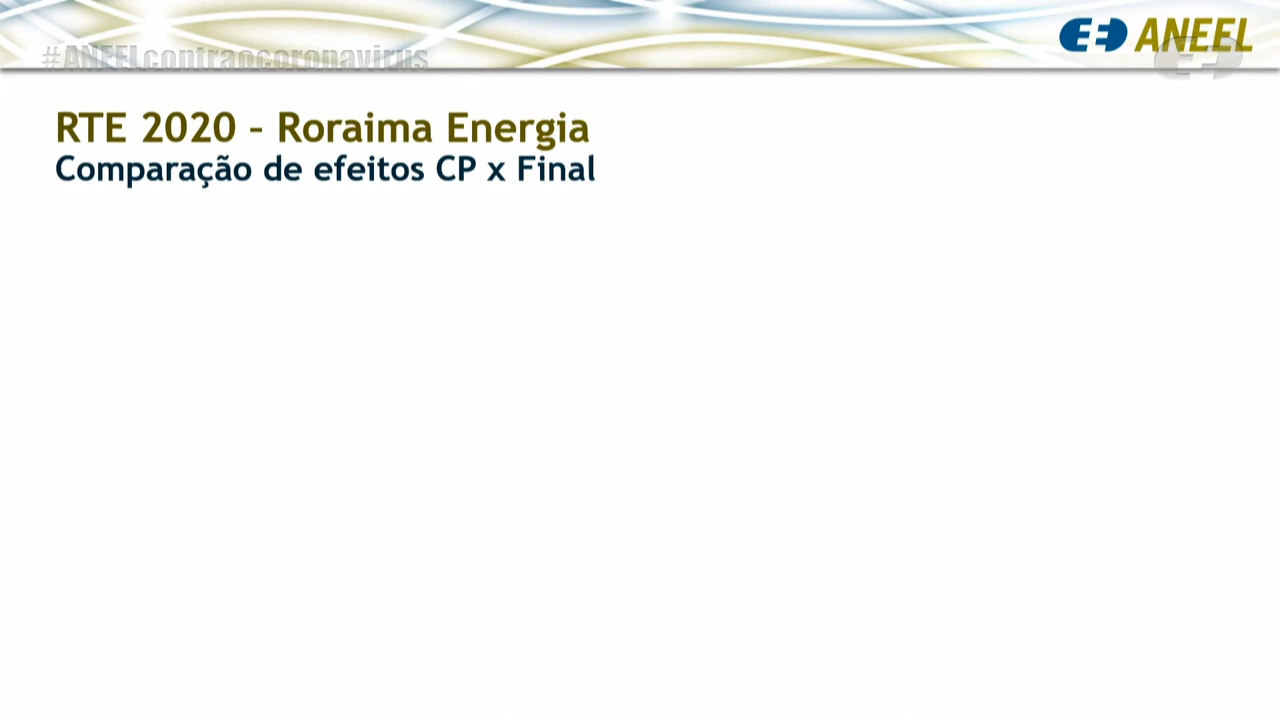 ANEEL
#ANEELcontraocoronavirus
RTE 2020 – Roraima Energia
Comparação de efeitos CP x Final